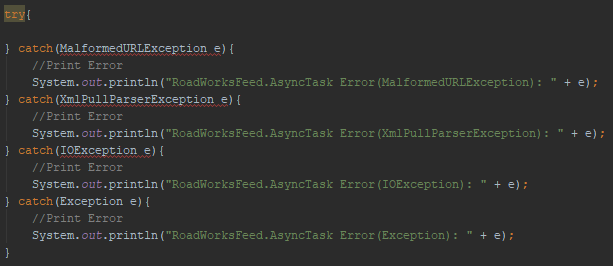 try{

} catch(MalformedURLException e){
    //Print Error
    System.out.println("RoadWorksFeed.AsyncTask Error(MalformedURLException): " + e);
} catch(XmlPullParserException e){
    //Print Error
    System.out.println("RoadWorksFeed.AsyncTask Error(XmlPullParserException): " + e);
} catch(IOException e){
    //Print Error
    System.out.println("RoadWorksFeed.AsyncTask Error(IOException): " + e);
} catch(Exception e){
    //Print Error
    System.out.println("RoadWorksFeed.AsyncTask Error(Exception): " + e);
}